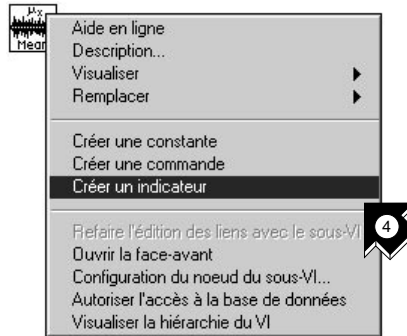 μx
Mean
Aide en ligne
Description...
Visualiser
Remplacer
Créer une constante
Créer une commande
Créer un indicateur
Refaire l'édition des liens avec le sous-VI
4
Ouvrir la face-avant
Configuration du noeud du sous-VI...
Autoriser l'accès à la base de données
Visualiser la hiérarchie du VI